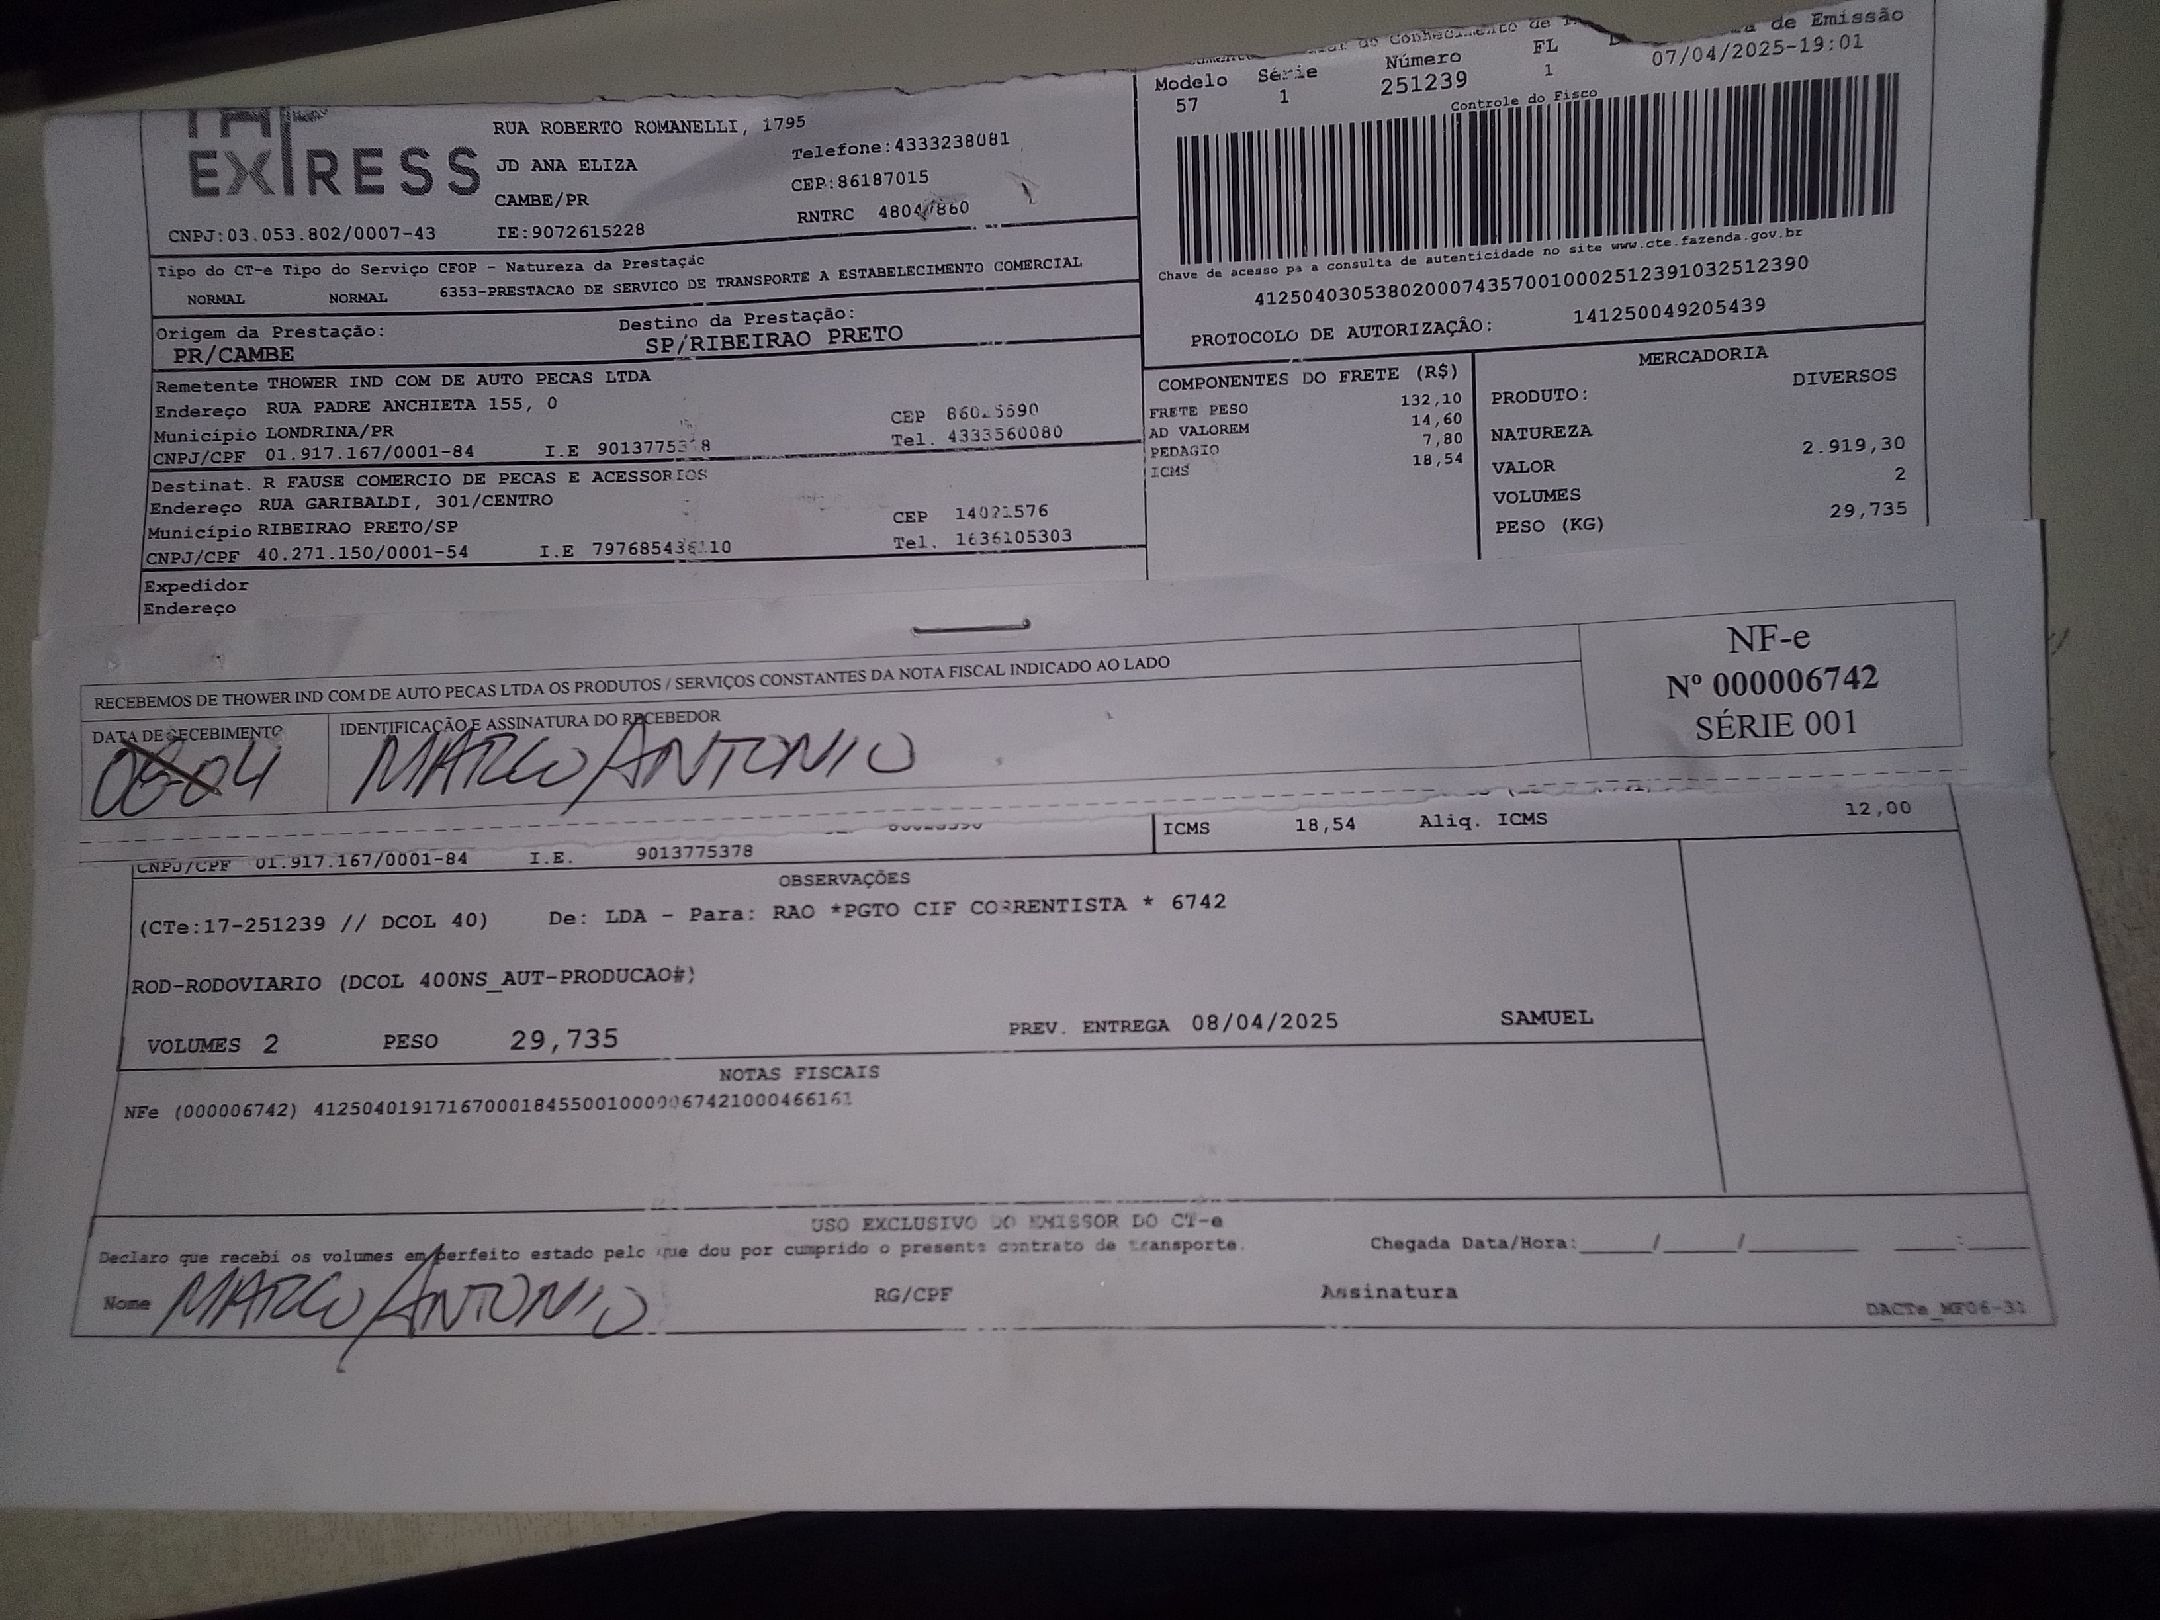 Modelo Série Número FL de Emissão
57 1 251239 1 07/04/2025-19:01
Controle do Fisco
EXPRESS
RUA ROBERTO ROMANELLI, 1795
JD ANA ELIZA Telefone:4333238081
CAMBE/PR CEP:86187015
RNTRC
CNPJ:03.053.802/0007-43 IE:9072615228
Chave de acesso pa a consulta de autenticidade no site www.cte.fazenda.gov.br
41250403053802000743570010002512391032512390
PROTOCOLO DE AUTORIZAÇÃO: 141250049205439
Tipo do CT-e Tipo do Serviço CFOP - Natureza da Prestação
NORMAL NORMAL 6353-PRESTACAO DE SERVICO DE TRANSPORTE A ESTABELECIMENTO COMERCIAL
Origem da Prestação: Destino da Prestação:
PR/CAMBE SP/RIBEIRAO PRETO
Remetente THOWER IND COM DE AUTO PECAS LTDA
Endereço RUA PADRE ANCHIETA 155, 0 CEP
Município LONDRINA/PR Tel. 4333560080
CNPJ/CPF 01.917.167/0001-84 I.E
Destinat. R FAUSE COMERCIO DE PECAS E ACESSORIOS
Endereço RUA GARIBALDI, 301/CENTRO CEP
Município RIBEIRAO PRETO/SP Tel. 1636105303
CNPJ/CPF 40.271.150/0001-54 I.E
Expedidor
Endereço
COMPONENTES DO FRETE (R$)
FRETE PESO 132,10
AD VALOREM 14,60
PEDAGIO 7,80
ICMS 18,54
MERCADORIA
PRODUTO: DIVERSOS
NATUREZA
VALOR 2.919,30
VOLUMES 2
PESO (KG) 29,735
RECEBEMOS DE THOWER IND COM DE AUTO PECAS LTDA OS PRODUTOS / SERVIÇOS CONSTANTES DA NOTA FISCAL INDICADO AO LADO
DATA DE RECEBIMENTO IDENTIFICAÇÃO E ASSINATURA DO RECEBEDOR
08-04 MARCO ANTONIO
NF-e
Nº 000006742
SÉRIE 001
ICMS 18,54 Aliq. ICMS 12,00
CNPJ/CPF 01.917.167/0001-84 I.E. 9013775378
OBSERVAÇÕES
(CTe:17-251239 // DCOL 40) De: LDA - Para: RAO *PGTO CIF CORRENTISTA * 6742
ROD-RODOVIARIO (DCOL 400NS_AUT-PRODUCAO#)
VOLUMES 2 PESO 29,735 PREV. ENTREGA 08/04/2025 SAMUEL
NOTAS FISCAIS
NFe (000006742)
USO EXCLUSIVO DO EMISSOR DO CT-e
Declaro que recebi os volumes em perfeito estado pelo que dou por cumprido o presente contrato de transporte. Chegada Data/Hora:____/____/____ ___:___
Nome MARCO ANTONIO RG/CPF Assinatura
DACTe_MF06-31